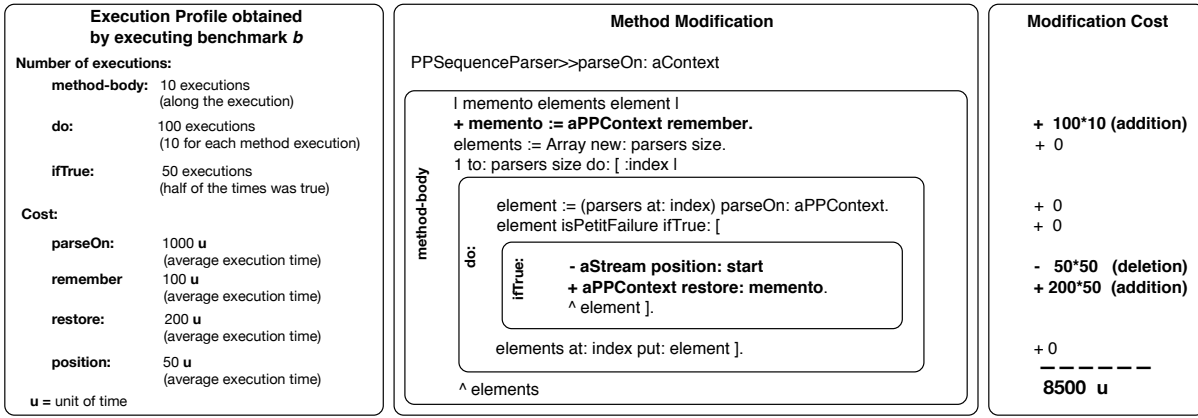 Execution Profile obtained
by executing benchmark b
Number of executions:
method-body: 10 executions
(along the execution)
do: 100 executions
(10 for each method execution)
ifTrue: 50 executions
(half of the times was true)
Cost:
parseOn: 1000 u
(average execution time)
remember 100 u
(average execution time)
restore: 200 u
(average execution time)
position: 50 u
(average execution time)
u = unit of time
Method Modification
PPSequenceParser>>parseOn: aContext
method-body
| memento elements element |
+ memento := aPPContext remember.
elements := Array new: parsers size.
1 to: parsers size do: [ :index |
do:
element := (parsers at: index) parseOn: aPPContext.
element isPetitFailure ifTrue: [
ifTrue:
- aStream position: start
+ aPPContext restore: memento.
^ element ].
elements at: index put: element ].
^ elements
Modification Cost
+ 100*10 (addition)
+ 0
+ 0
+ 0
- 50*50 (deletion)
+ 200*50 (addition)
+ 0
8500 u